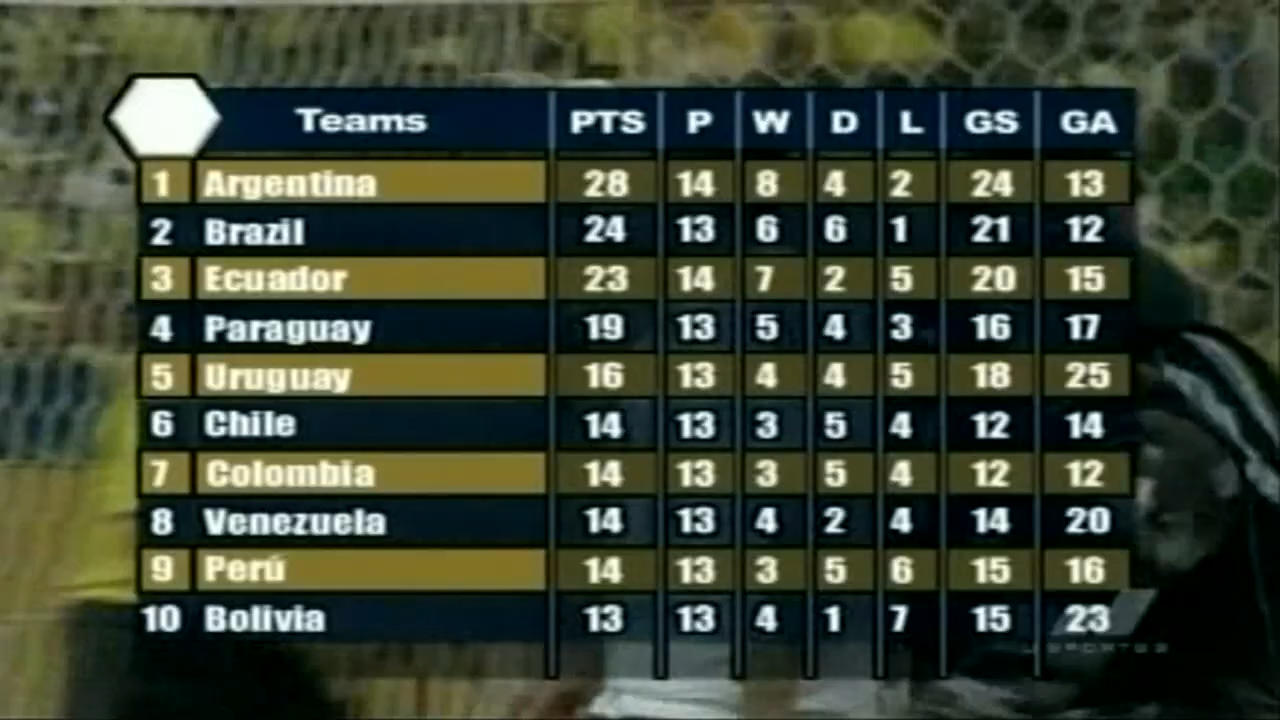 Teams PTS P W D L GS GA
1 Argentina 28 14 8 4 2 24 13
2 Brazil 24 13 6 6 1 21 12
3 Ecuador 23 14 7 2 5 20 15
4 Paraguay 19 13 5 4 3 16 17
5 Uruguay 16 13 4 4 5 18 25
6 Chile 14 13 3 5 4 12 14
7 Colombia 14 13 3 5 4 12 12
8 Venezuela 14 13 4 2 4 14 20
9 Perú 14 13 3 5 6 15 16
10 Bolivia 13 13 4 1 7 15 23